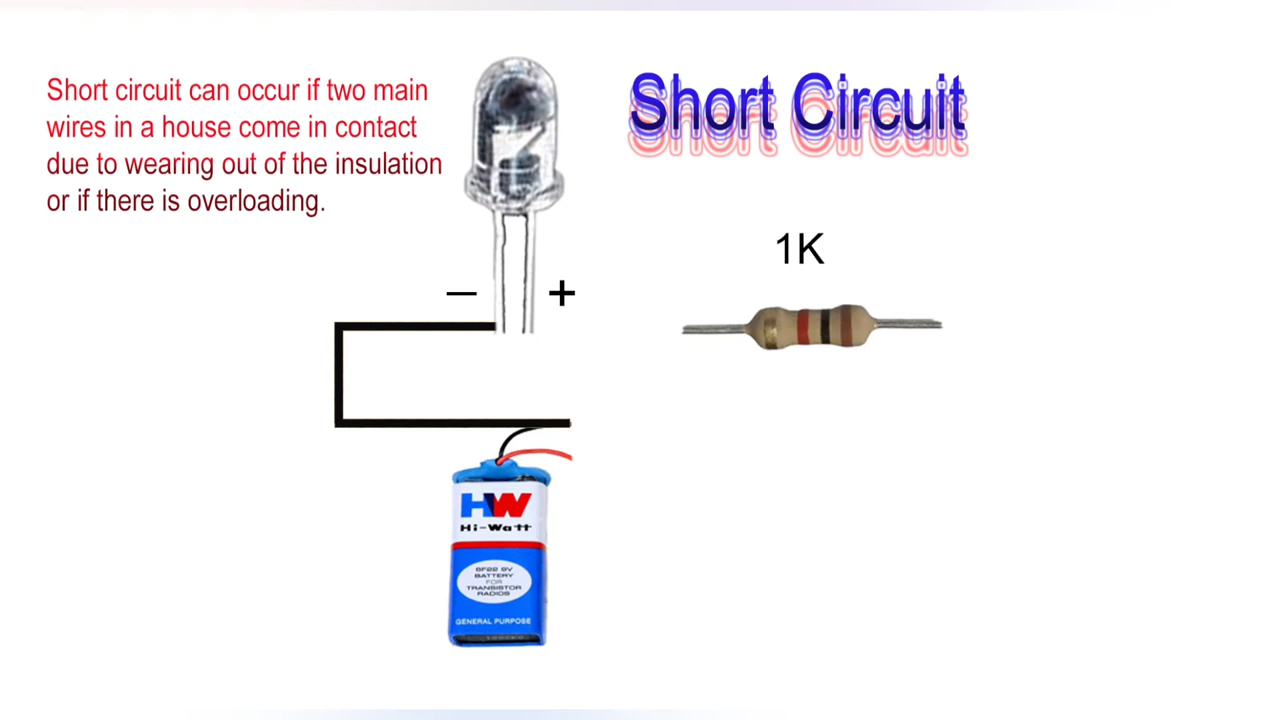 Short circuit can occur if two main
wires in a house come in contact
due to wearing out of the insulation
or if there is overloading.
Short Circuit
1K
– +
HW
Hi-Watt
6F22 9V
BATTERY
FOR
TRANSISTOR
RADIOS
GENERAL PURPOSE